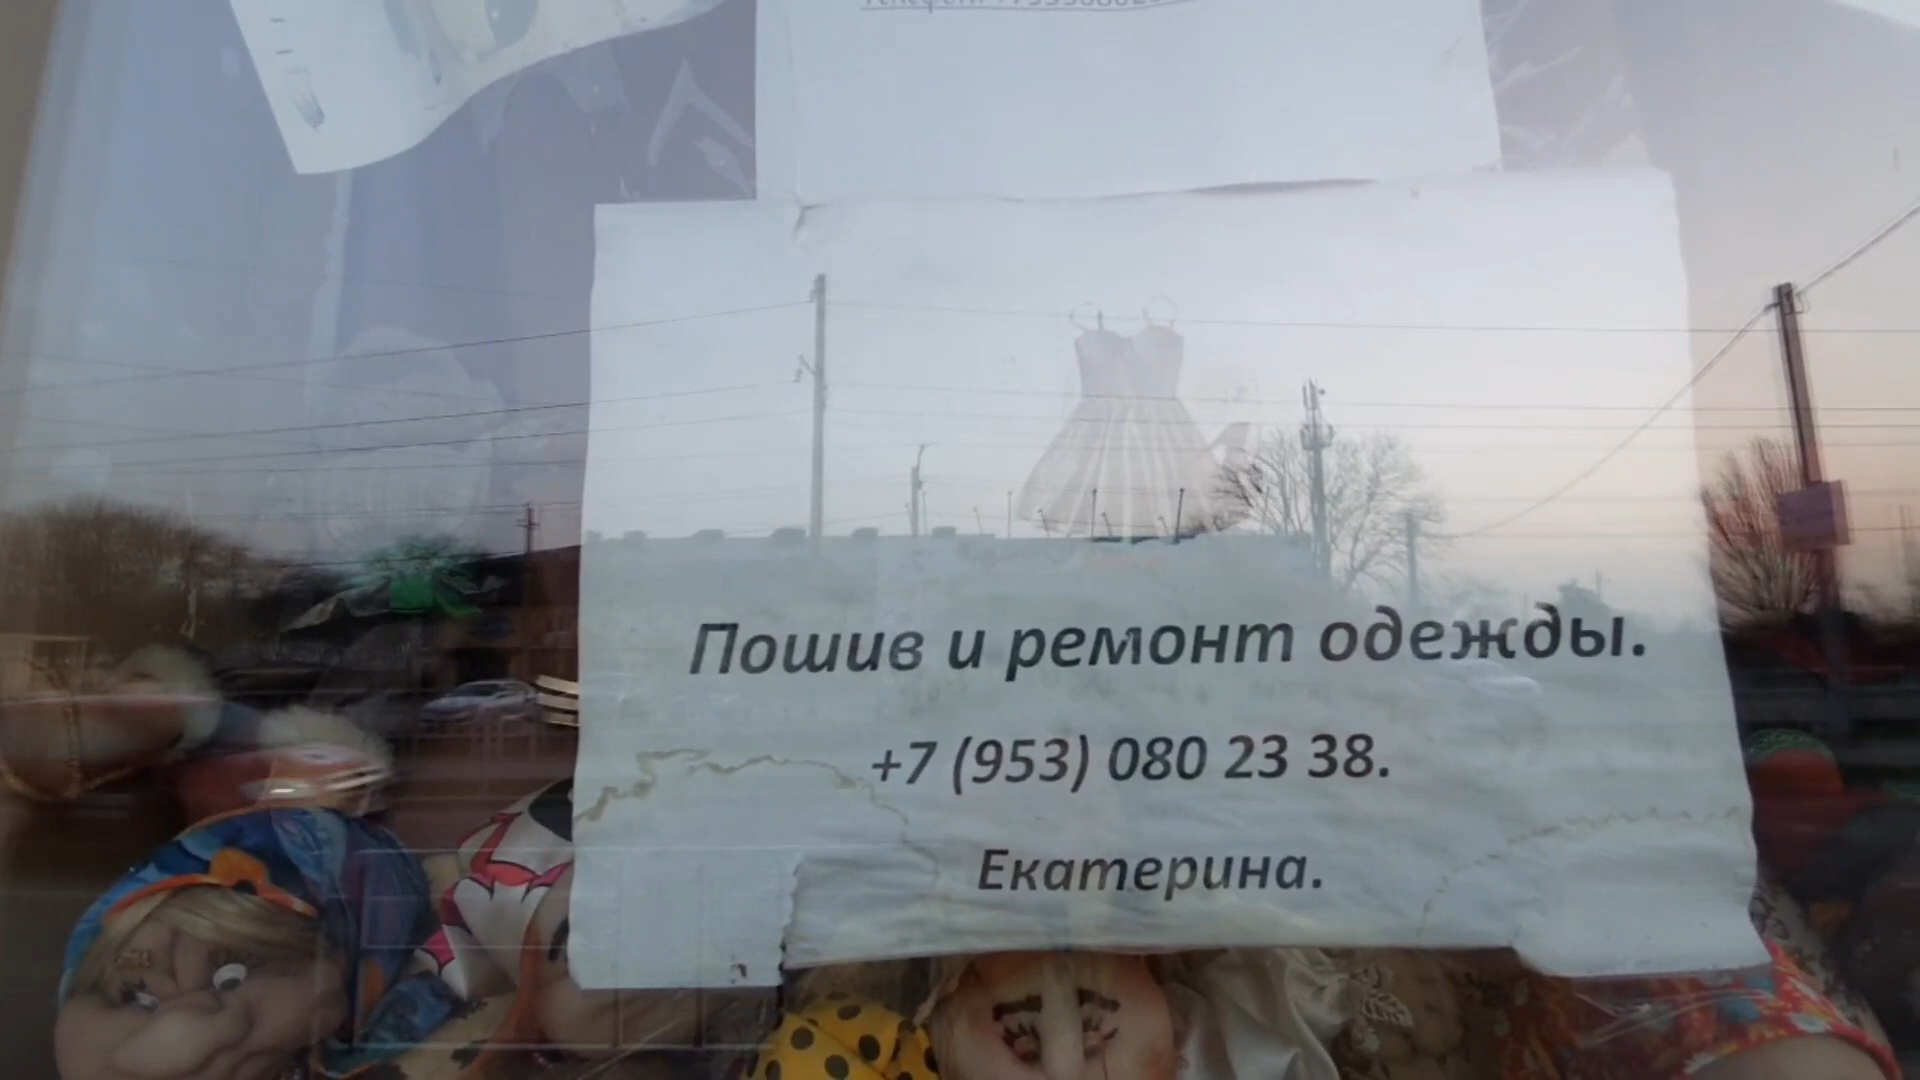 Пошив и ремонт одежды.
+7 (953) 080 23 38.
Екатерина.